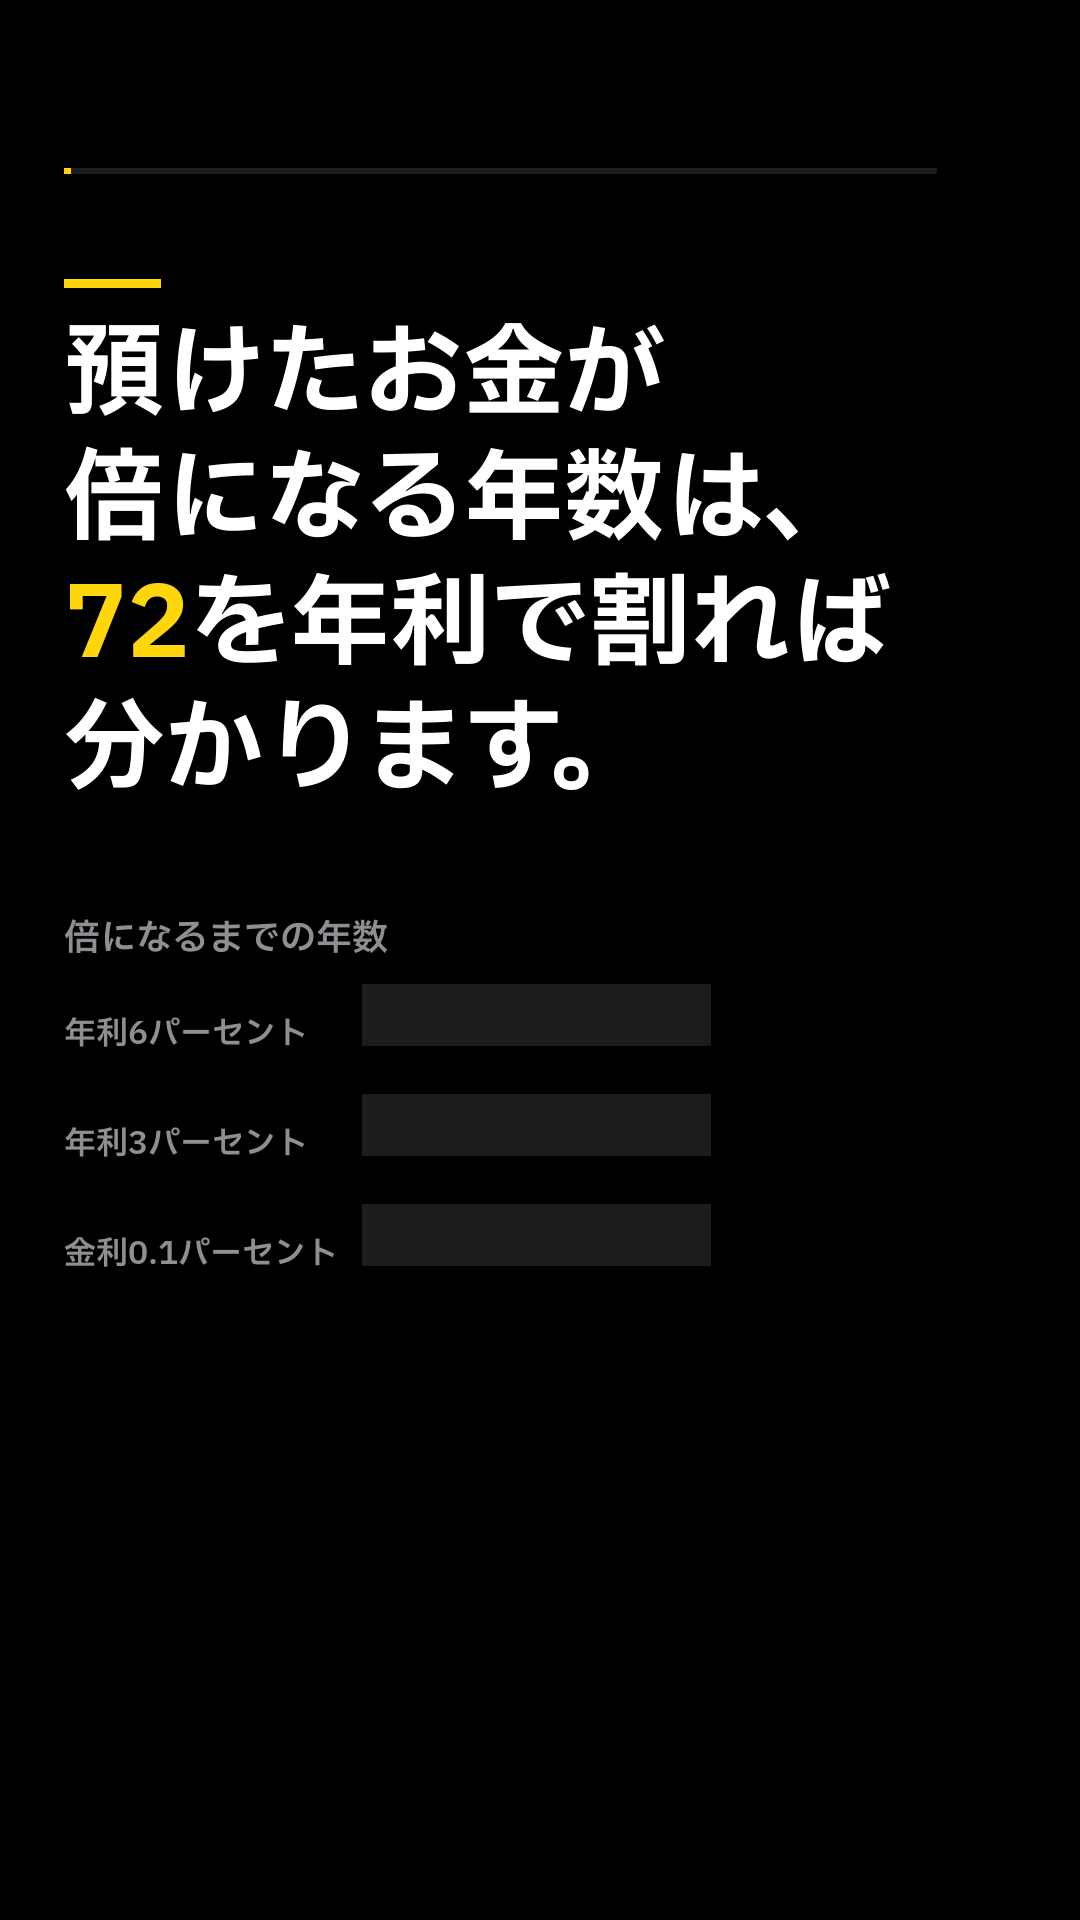 預けたお金が
倍になる年数は、
72を年利で割れば
分かります。
倍になるまでの年数
年利6パーセント
年利3パーセント
金利0.1パーセント